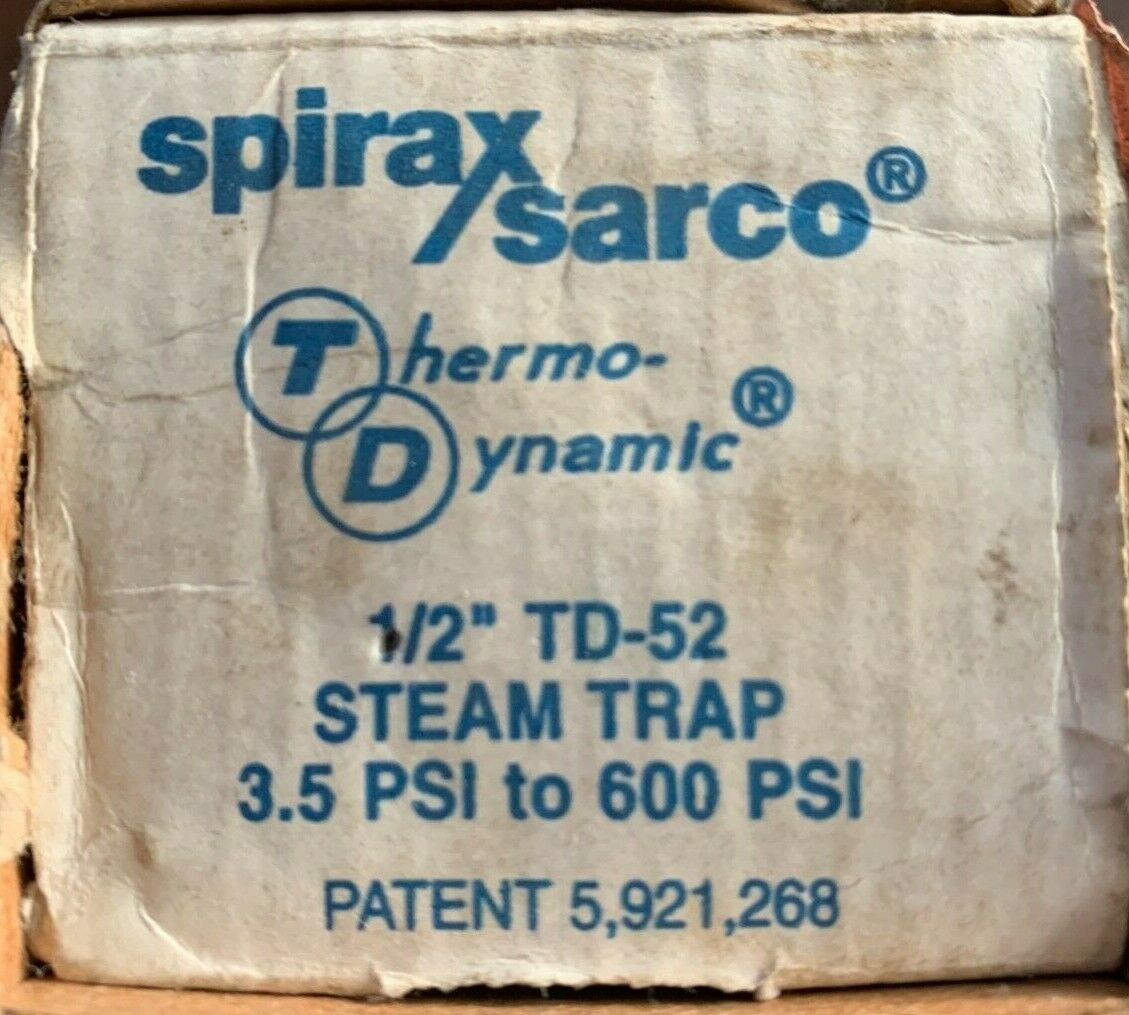 spirax/sarco®
Thermo-
Dynamic®
1/2" TD-52
STEAM TRAP
3.5 PSI to 600 PSI
PATENT 5,921,268